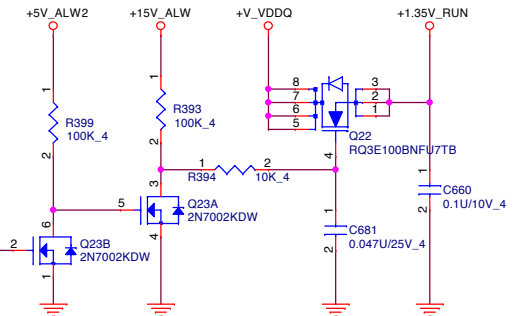 +5V_ALW2
+15V_ALW
+V_VDDQ
+1.35V_RUN
1
1
R399
100K_4
2
R393
100K_4
2
8
7
6
5
3
2
1
Q22
RQ3E100BNFU7TB
4
1
R394
2
10K_4
3
5
Q23A
2N7002KDW
4
6
2
Q23B
2N7002KDW
1
1
C681
0.047U/25V_4
2
1
C660
0.1U/10V_4
2